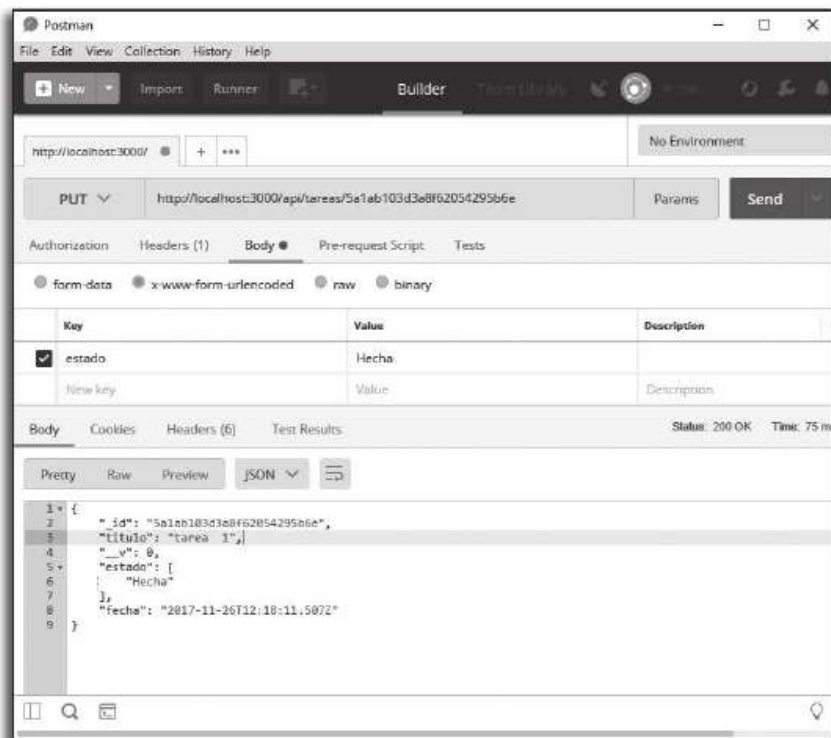 Postman
File Edit View Collection History Help
New Import Runner Builder Team Library
http://localhost:3000/ + ••• No Environment
PUT http://localhost:3000/api/tareas/5a1ab103d3a8f62054295b6e Params Send
Authorization Headers (1) Body Pre-request Script Tests
form-data x-www-form-urlencoded raw binary
Key Value Description
estado Hecha
New key Value Description
Body Cookies Headers (6) Test Results Status: 200 OK Time: 75 m
Pretty Raw Preview JSON
1 {
2 "_id": "5a1ab103d3a8f62054295b6e",
3 "titulo": "tarea 1",
4 "__v": 0,
5 "estado": [
6 "Hecha"
7 ],
8 "fecha": "2017-11-26T12:18:11.507Z"
9 }